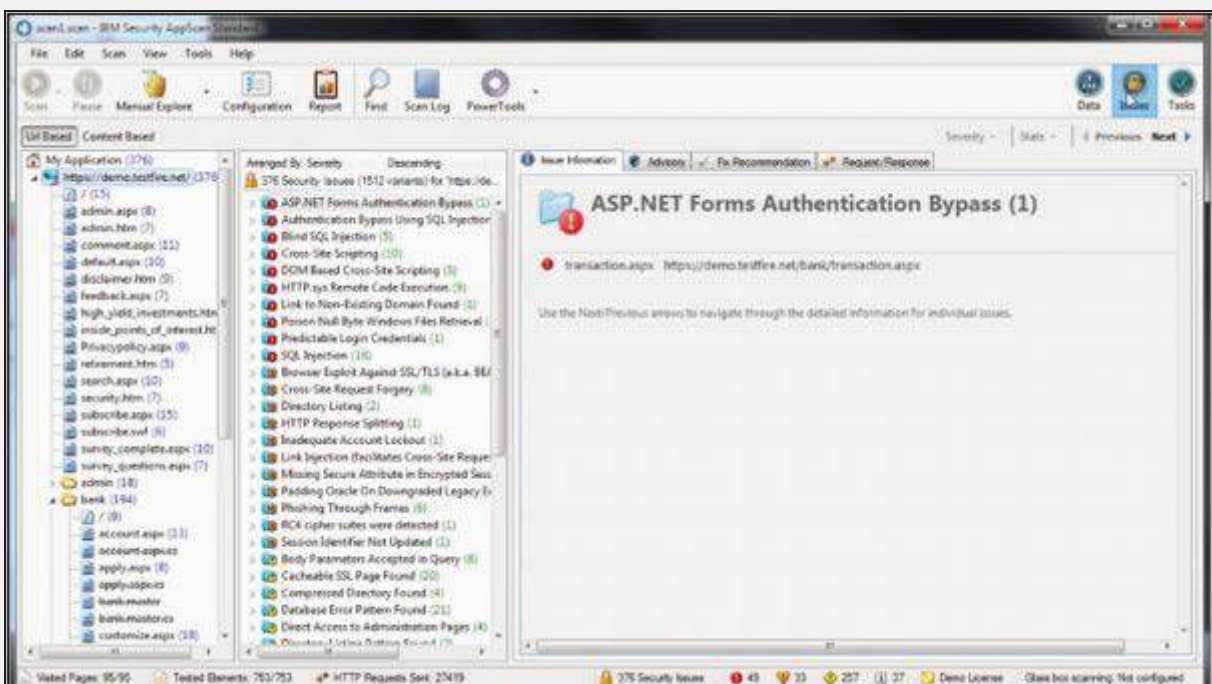 scan1.scan - IBM Security AppScan Standard
File Edit Scan View Tools Help
Scan Pause Manual Explore Configuration Report Find Scan Log PowerTools Data Issues Tasks
Url Based Content Based Severity State Previous Next
My Application (376)
https://demo.testfire.net/ (376
/ (15)
admin.aspx (8)
admin.htm (7)
comment.aspx (11)
default.aspx (10)
disclaimer.htm (9)
feedback.aspx (7)
high_yield_investments.htm
inside_points_of_interest.ht
Privacypolicy.aspx (9)
retirement.htm (5)
search.aspx (10)
security.htm (7)
subscribe.aspx (15)
subscribe.swf (6)
survey_complete.aspx (10)
survey_questions.aspx (7)
admin (18)
bank (194)
/ (9)
account.aspx (13)
account.aspx.cs
apply.aspx (8)
apply.aspx.cs
bank.master
bank.master.cs
customize.aspx (18)
Arranged By: Severity Descending
376 Security Issues (1512 variants) for 'https://de...
ASP.NET Forms Authentication Bypass (1)
Authentication Bypass Using SQL Injection
Blind SQL Injection (5)
Cross-Site Scripting (10)
DOM Based Cross-Site Scripting (3)
HTTP.sys Remote Code Execution (9)
Link to Non-Existing Domain Found (1)
Poison Null Byte Windows Files Retrieval (
Predictable Login Credentials (1)
SQL Injection (16)
Browser Exploit Against SSL/TLS (a.k.a. BEA
Cross-Site Request Forgery (8)
Directory Listing (2)
HTTP Response Splitting (1)
Inadequate Account Lockout (1)
Link Injection (facilitates Cross-Site Reque
Missing Secure Attribute in Encrypted Sess
Padding Oracle On Downgraded Legacy
Phishing Through Frames (6)
RC4 cipher suites were detected (1)
Session Identifier Not Updated (1)
Body Parameters Accepted in Query (8)
Cacheable SSL Page Found (20)
Compressed Directory Found (4)
Database Error Pattern Found (21)
Direct Access to Administration Pages (4)
Directory Listing Pattern Found (2)
Issue Information Advisory Fix Recommendation Request/Response
ASP.NET Forms Authentication Bypass (1)
transaction.aspx https://demo.testfire.net/bank/transaction.aspx
Use the Next/Previous arrows to navigate through the detailed information for individual issues.
Visited Pages: 95/95 Tested Elements: 753/753 HTTP Requests Sent: 27419 376 Security Issues 49 33 257 37 Demo License Glass box scanning: Not configured